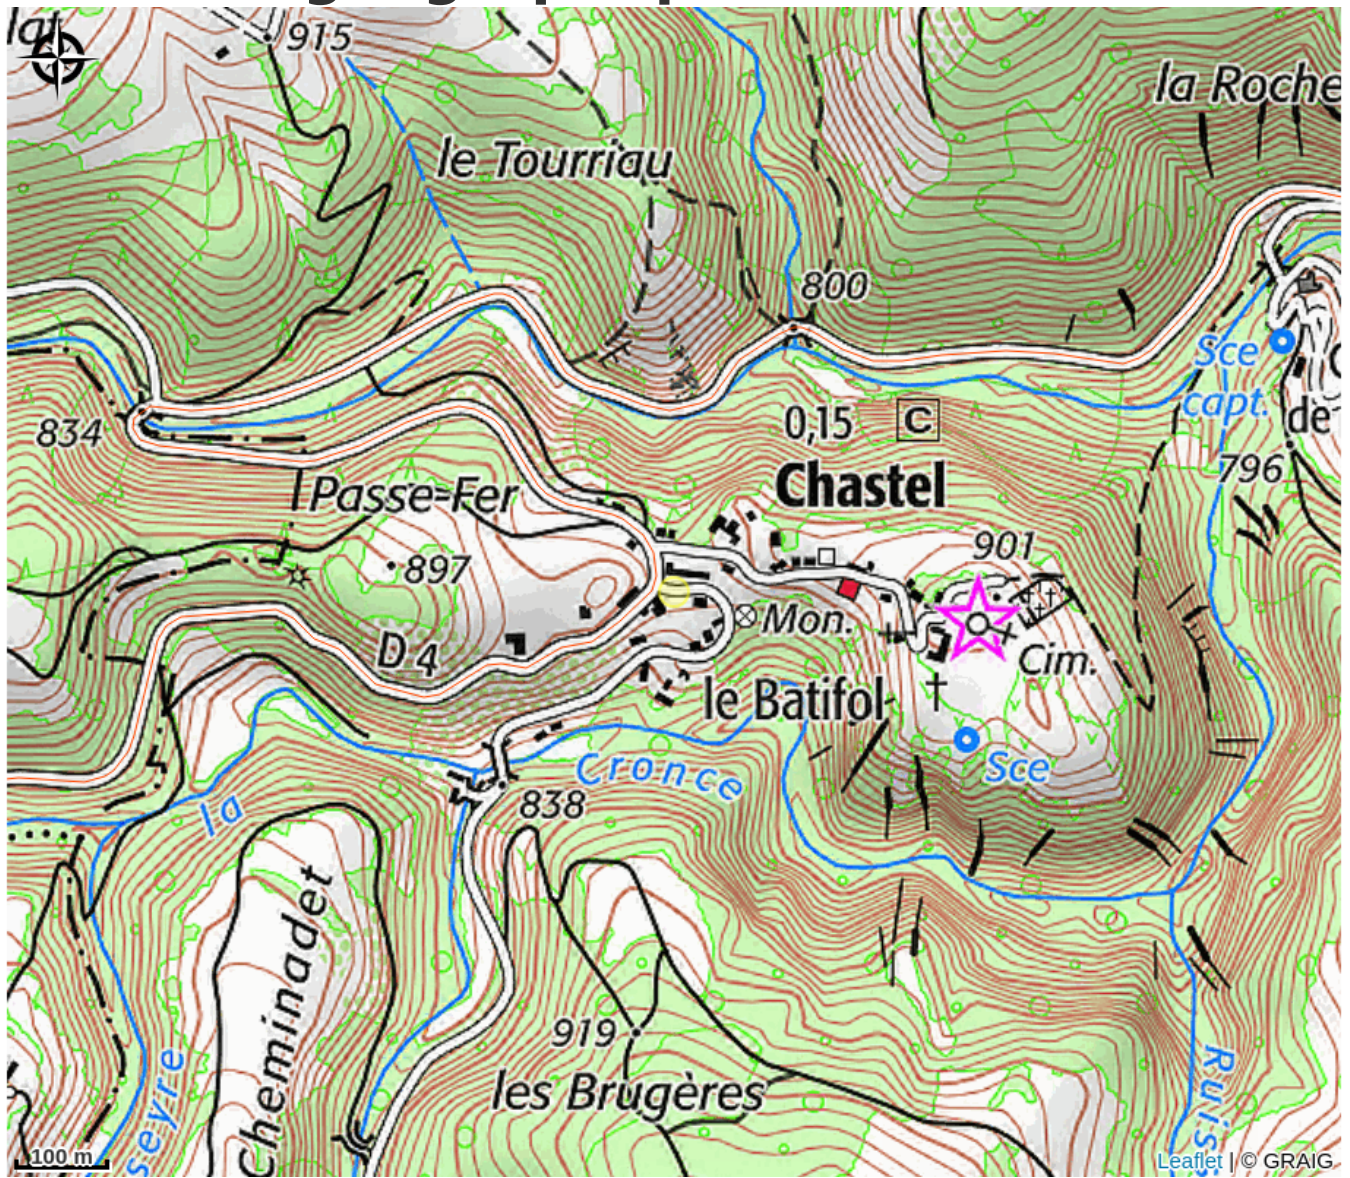 915
la Roche
le Tourriau
800
Sce
capt.
834
0,15
C
de
Chastel
796
Passe-Fer
901
897
Mon.
D 4
Cim.
le Batifol
Sce
Cronce
la
838
Cheminadet
919
seyre
les Brugères
Ruis
100 m
Leaflet | © GRAIG